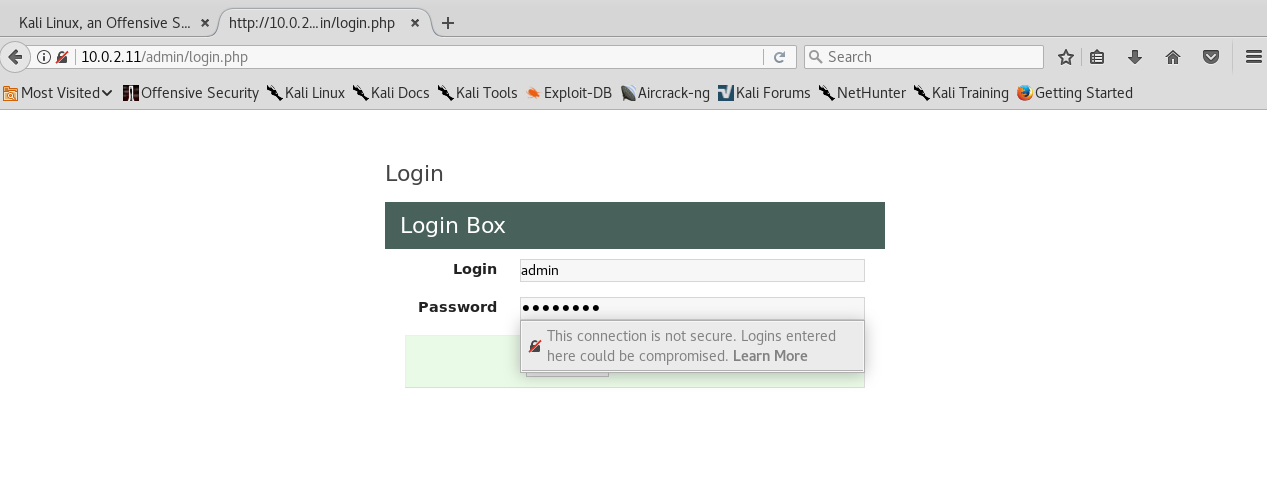 Kali Linux, an Offensive S...
http://10.0.2...in/login.php
10.0.2.11/admin/login.php
Search
Most Visited Offensive Security Kali Linux Kali Docs Kali Tools Exploit-DB Aircrack-ng Kali Forums NetHunter Kali Training Getting Started
Login
Login Box
Login admin
Password ••••••••
This connection is not secure. Logins entered
here could be compromised. Learn More